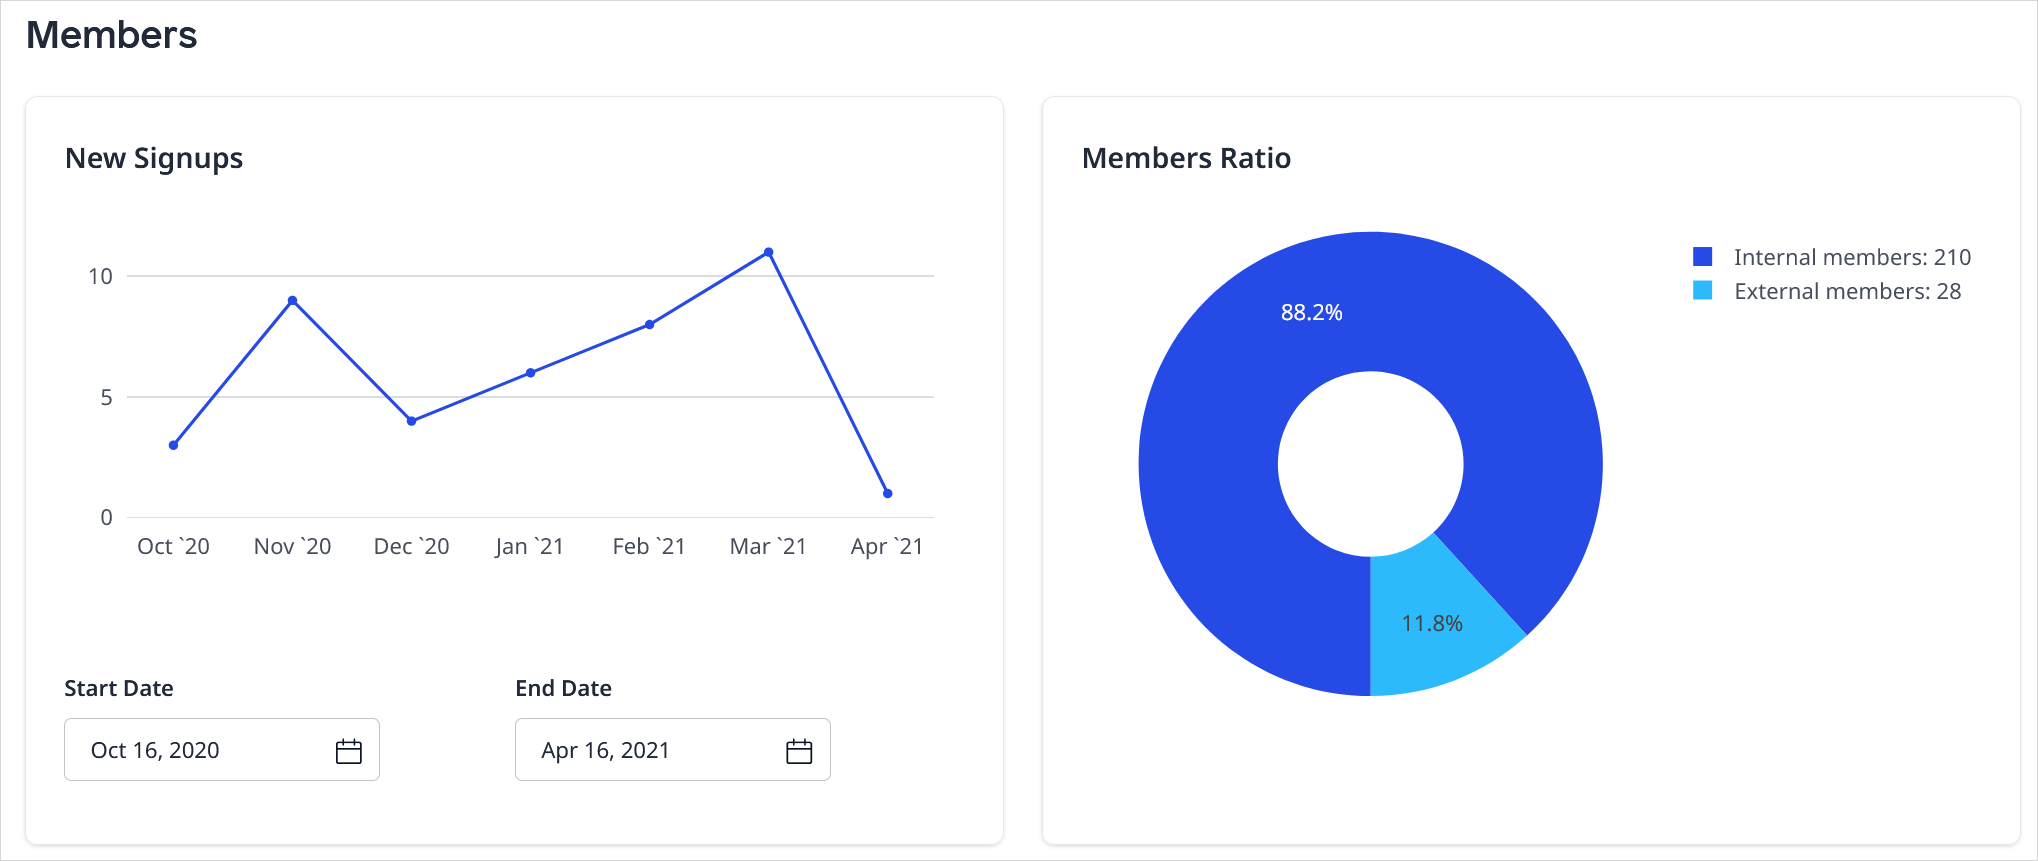 Members
New Signups
10
5
0
Oct `20 Nov `20 Dec `20 Jan `21 Feb `21 Mar `21 Apr `21
Start Date
Oct 16, 2020
End Date
Apr 16, 2021
Members Ratio
88.2%
11.8%
Internal members: 210
External members: 28